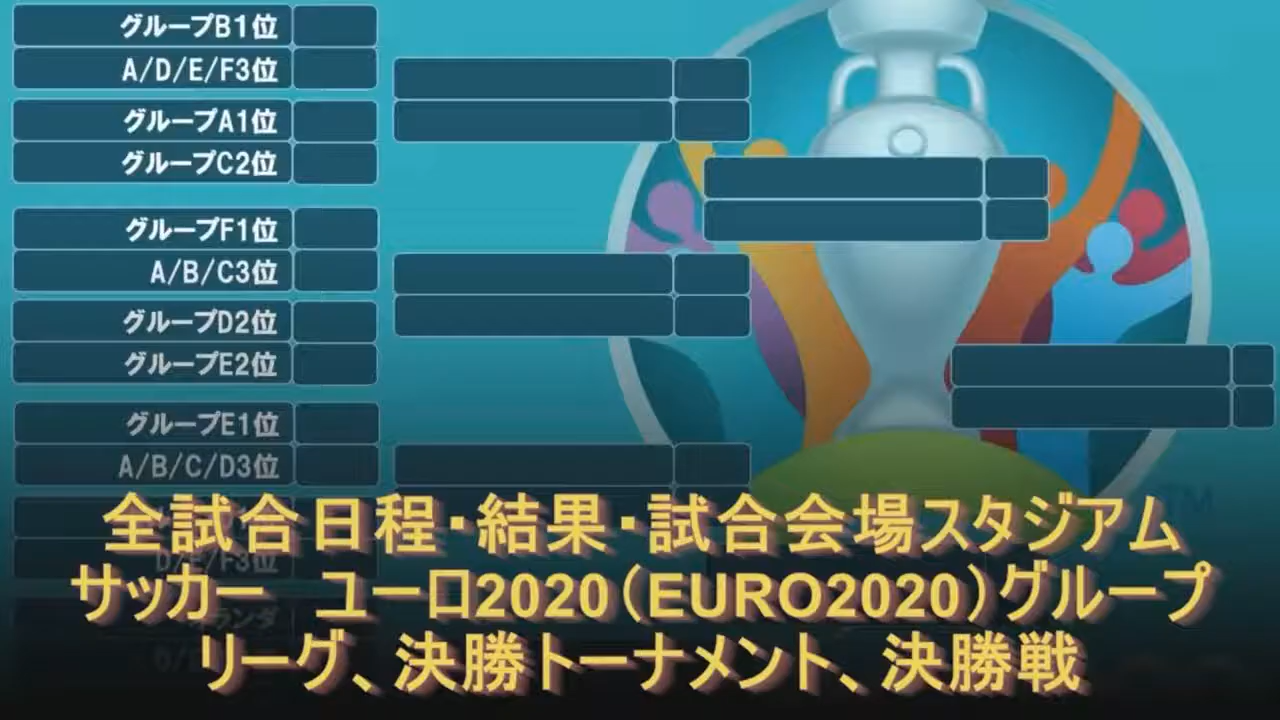 グループB1位
A/D/E/F3位
グループA1位
グループC2位
グループF1位
A/B/C3位
グループD2位
グループE2位
グループE1位
A/B/C/D3位
D/E/F3位
全試合日程・結果・試合会場スタジアム
サッカー　ユーロ2020（EURO2020）グループ
リーグ、決勝トーナメント、決勝戦
TM